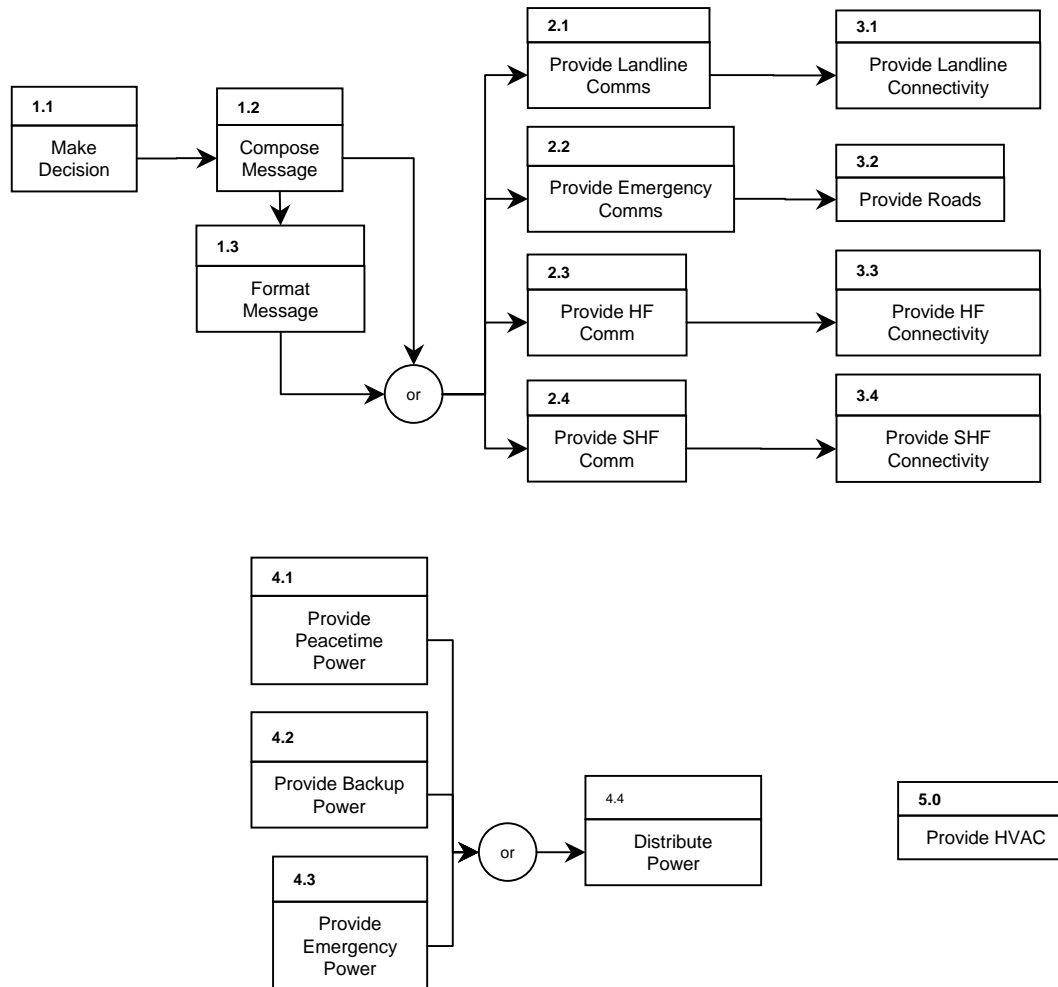 1.1
Make
Decision
1.2
Compose
Message
1.3
Format
Message
or
2.1
Provide Landline
Comms
2.2
Provide Emergency
Comms
2.3
Provide HF
Comm
2.4
Provide SHF
Comm
3.1
Provide Landline
Connectivity
3.2
Provide Roads
3.3
Provide HF
Connectivity
3.4
Provide SHF
Connectivity
4.1
Provide
Peacetime
Power
4.2
Provide Backup
Power
4.3
Provide
Emergency
Power
or
4.4
Distribute
Power
5.0
Provide HVAC